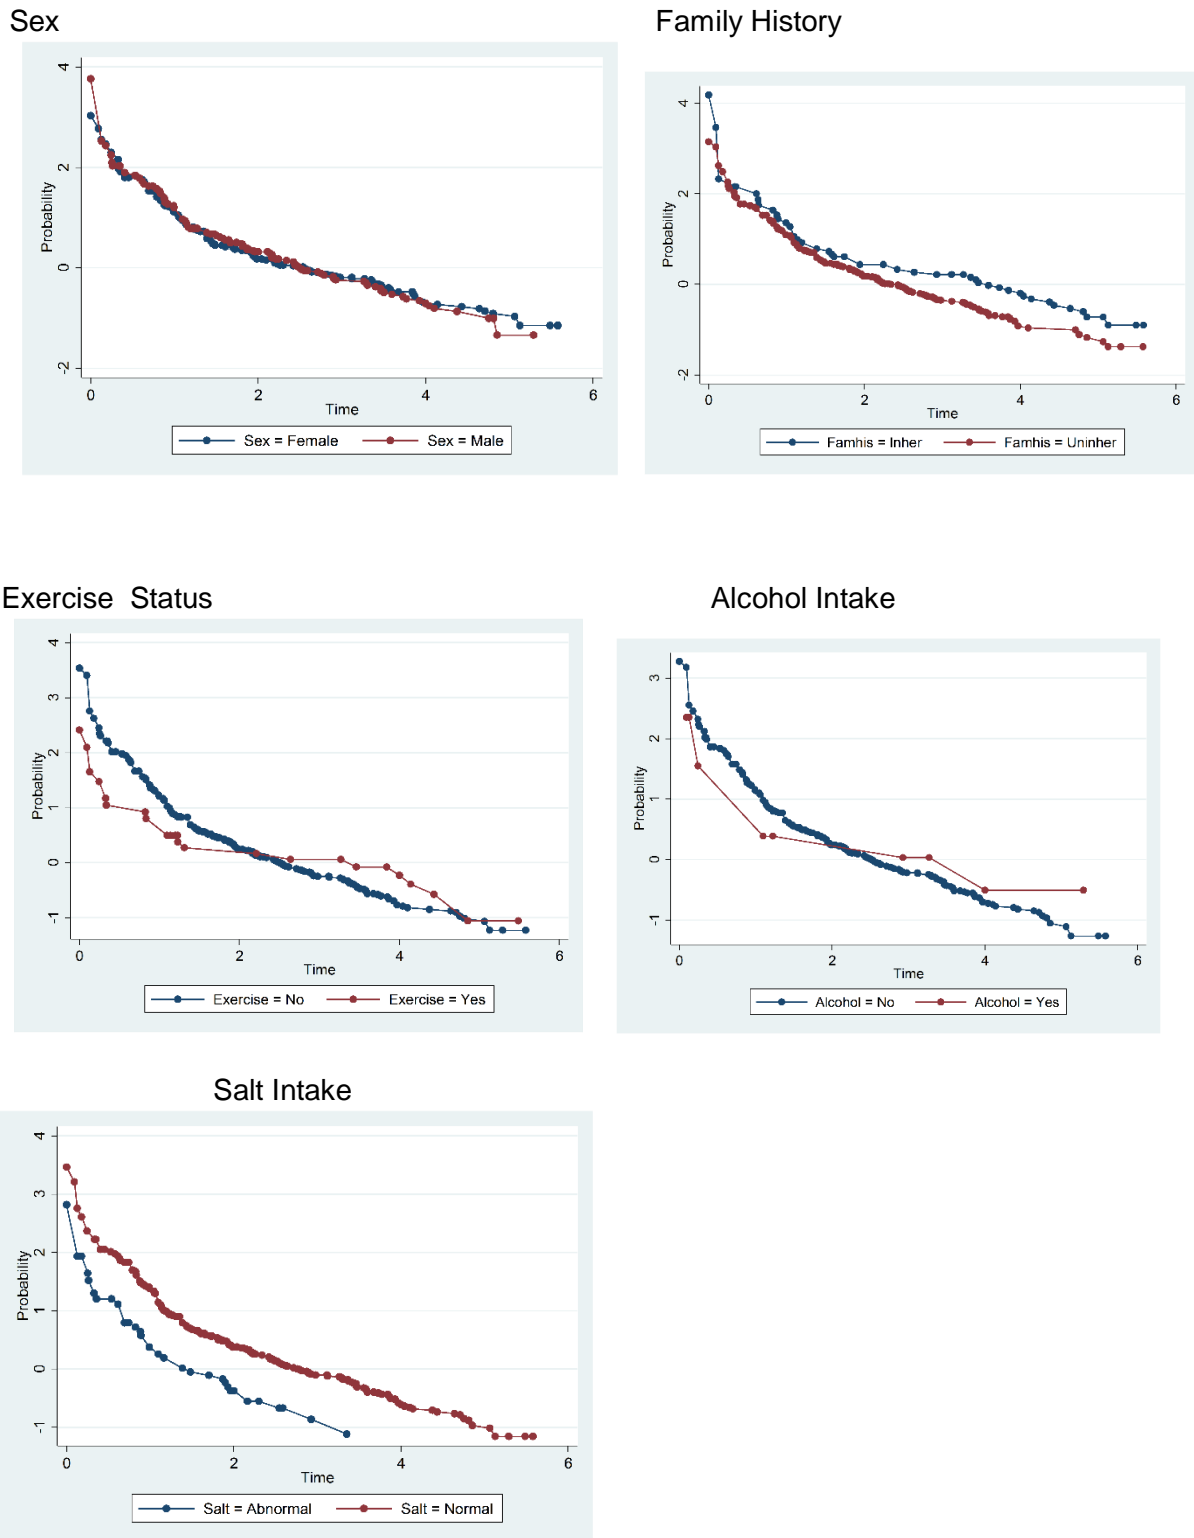 Sex
4
2
0
-2
Probability
0
2
4
6
Time
Sex = Female
Sex = Male
Family History
4
2
0
-2
Probability
0
2
4
6
Time
Famhis = Inher
Famhis = Uninher
Exercise Status
4
3
2
1
0
-1
Probability
0
2
4
6
Time
Exercise = No
Exercise = Yes
Alcohol Intake
3
2
1
0
-1
Probability
0
2
4
6
Time
Alcohol = No
Alcohol = Yes
Salt Intake
4
3
2
1
0
-1
Probability
0
2
4
6
Time
Salt = Abnormal
Salt = Normal